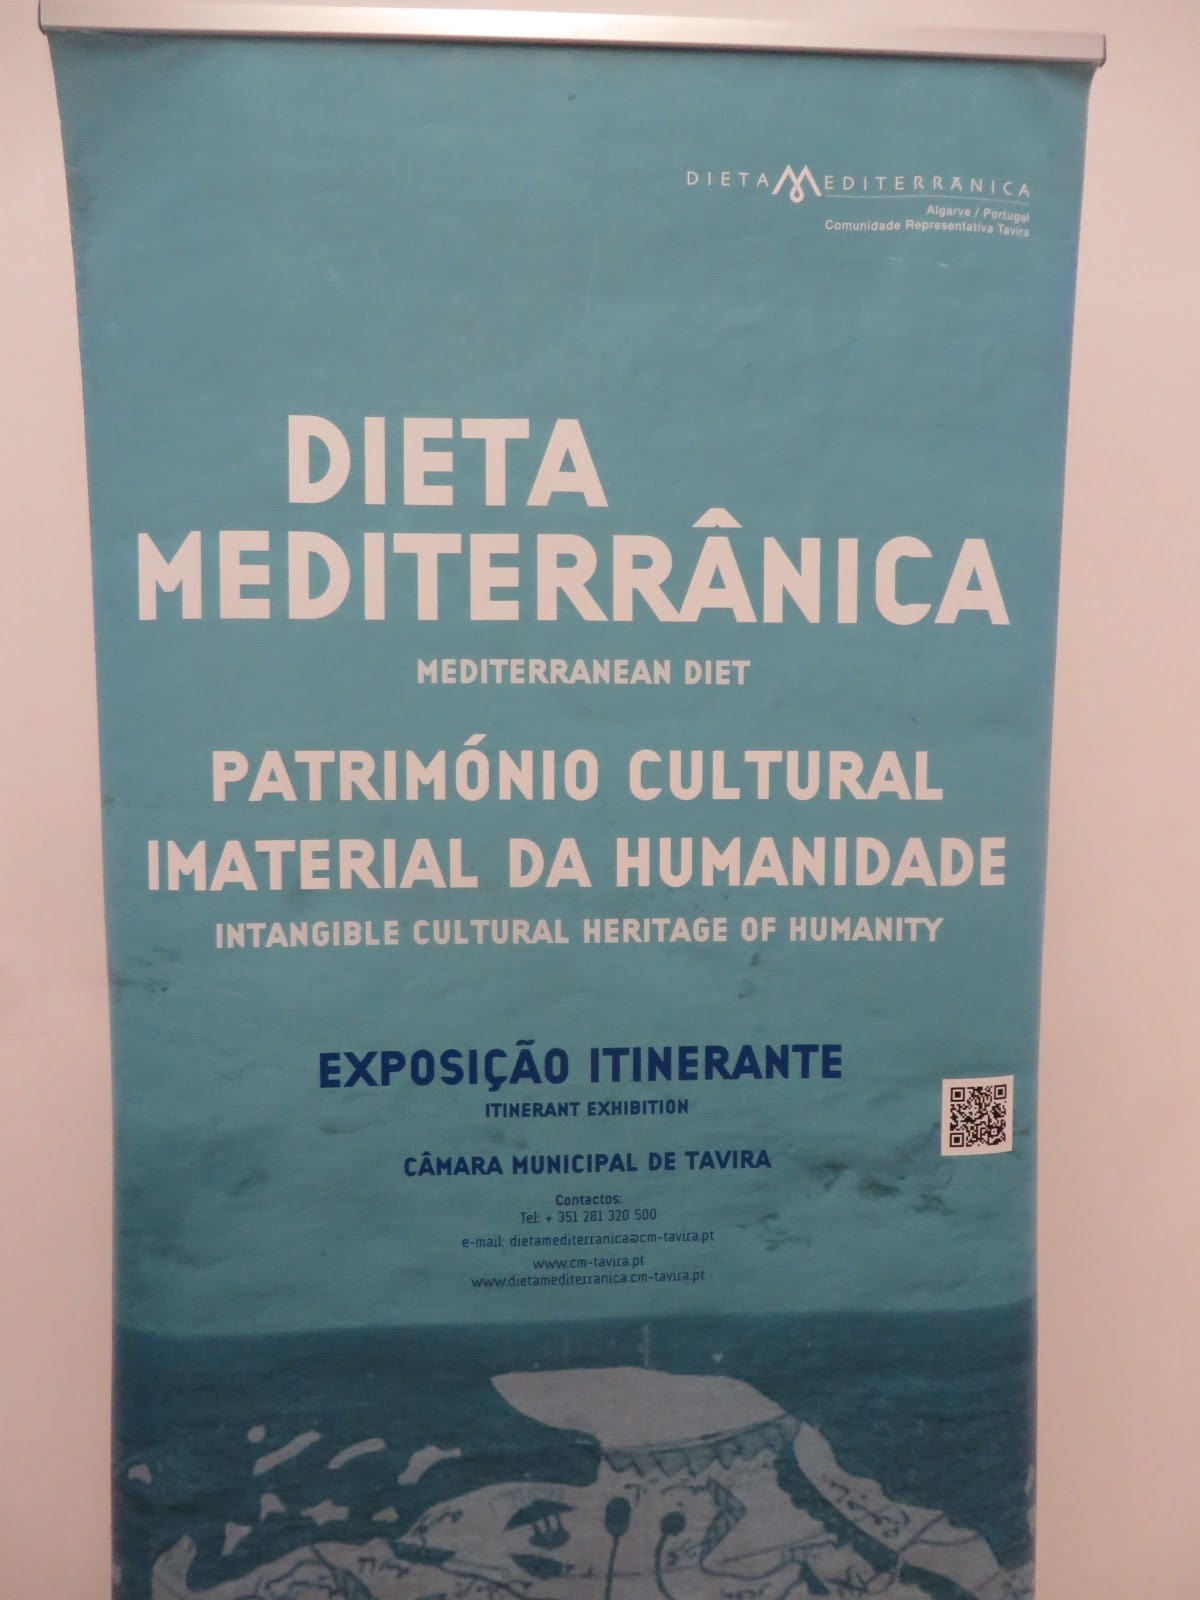 DIETA MEDITERRÂNICA
Algarve / Portugal
Comunidade Representativa Tavira
DIETA
MEDITERRÂNICA
MEDITERRANEAN DIET
PATRIMÓNIO CULTURAL
IMATERIAL DA HUMANIDADE
INTANGIBLE CULTURAL HERITAGE OF HUMANITY
EXPOSIÇÃO ITINERANTE
ITINERANT EXHIBITION
CÂMARA MUNICIPAL DE TAVIRA
Contactos:
Tel: + 351 281 320 500
e-mail: dietamediterranica@cm-tavira.pt
www.cm-tavira.pt
www.dietamediterranica.cm-tavira.pt